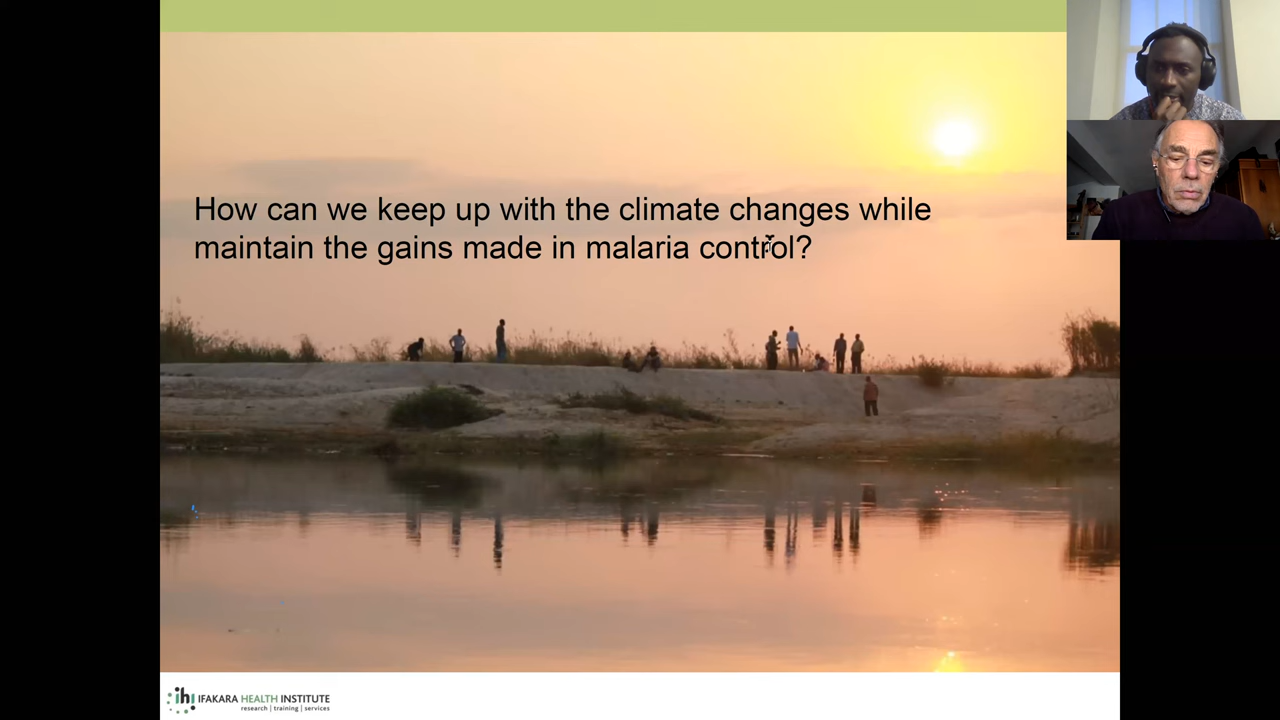 How can we keep up with the climate changes while
maintain the gains made in malaria control?
ihi IFAKARA HEALTH INSTITUTE
research | training | services